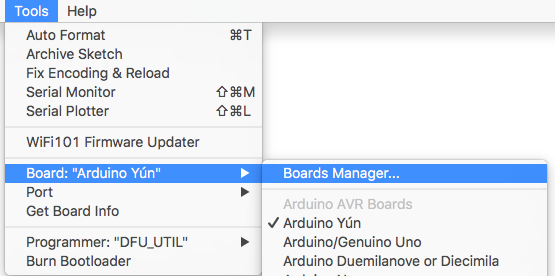 Tools Help
Auto Format ⌘T
Archive Sketch
Fix Encoding & Reload
Serial Monitor ⇧⌘M
Serial Plotter ⇧⌘L
WiFi101 Firmware Updater
Board: "Arduino Yún"
Port
Get Board Info
Programmer: "DFU_UTIL"
Burn Bootloader
Boards Manager...
Arduino AVR Boards
✓ Arduino Yún
Arduino/Genuino Uno
Arduino Duemilanove or Diecimila